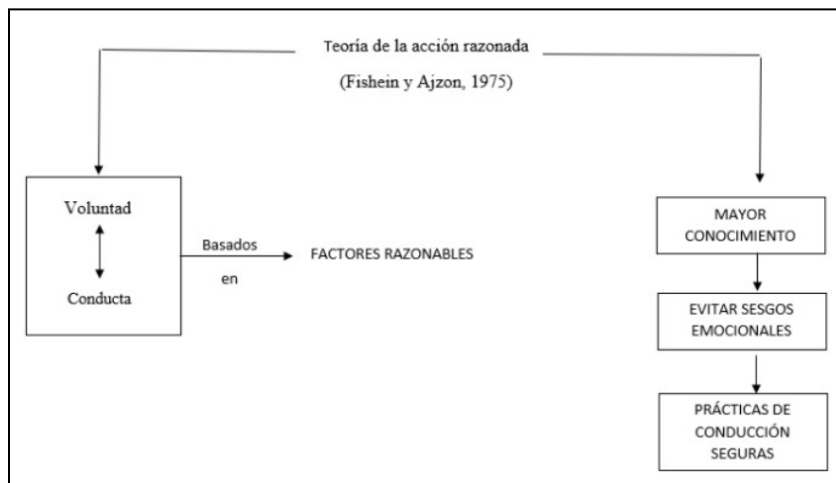 Teoría de la acción razonada
(Fishein y Ajzon, 1975)
Voluntad
Conducta
Basados
en
FACTORES RAZONABLES
MAYOR
CONOCIMIENTO
EVITAR SESGOS
EMOCIONALES
PRÁCTICAS DE
CONDUCCIÓN
SEGURAS